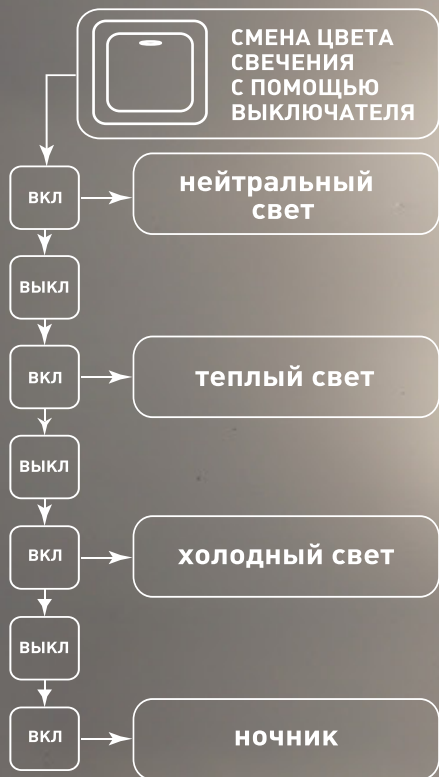 СМЕНА ЦВЕТА
СВЕЧЕНИЯ
С ПОМОЩЬЮ
ВЫКЛЮЧАТЕЛЯ
ВКЛ
нейтральный
свет
ВЫКЛ
ВКЛ
теплый свет
ВЫКЛ
ВКЛ
холодный свет
ВЫКЛ
ВКЛ
ночник